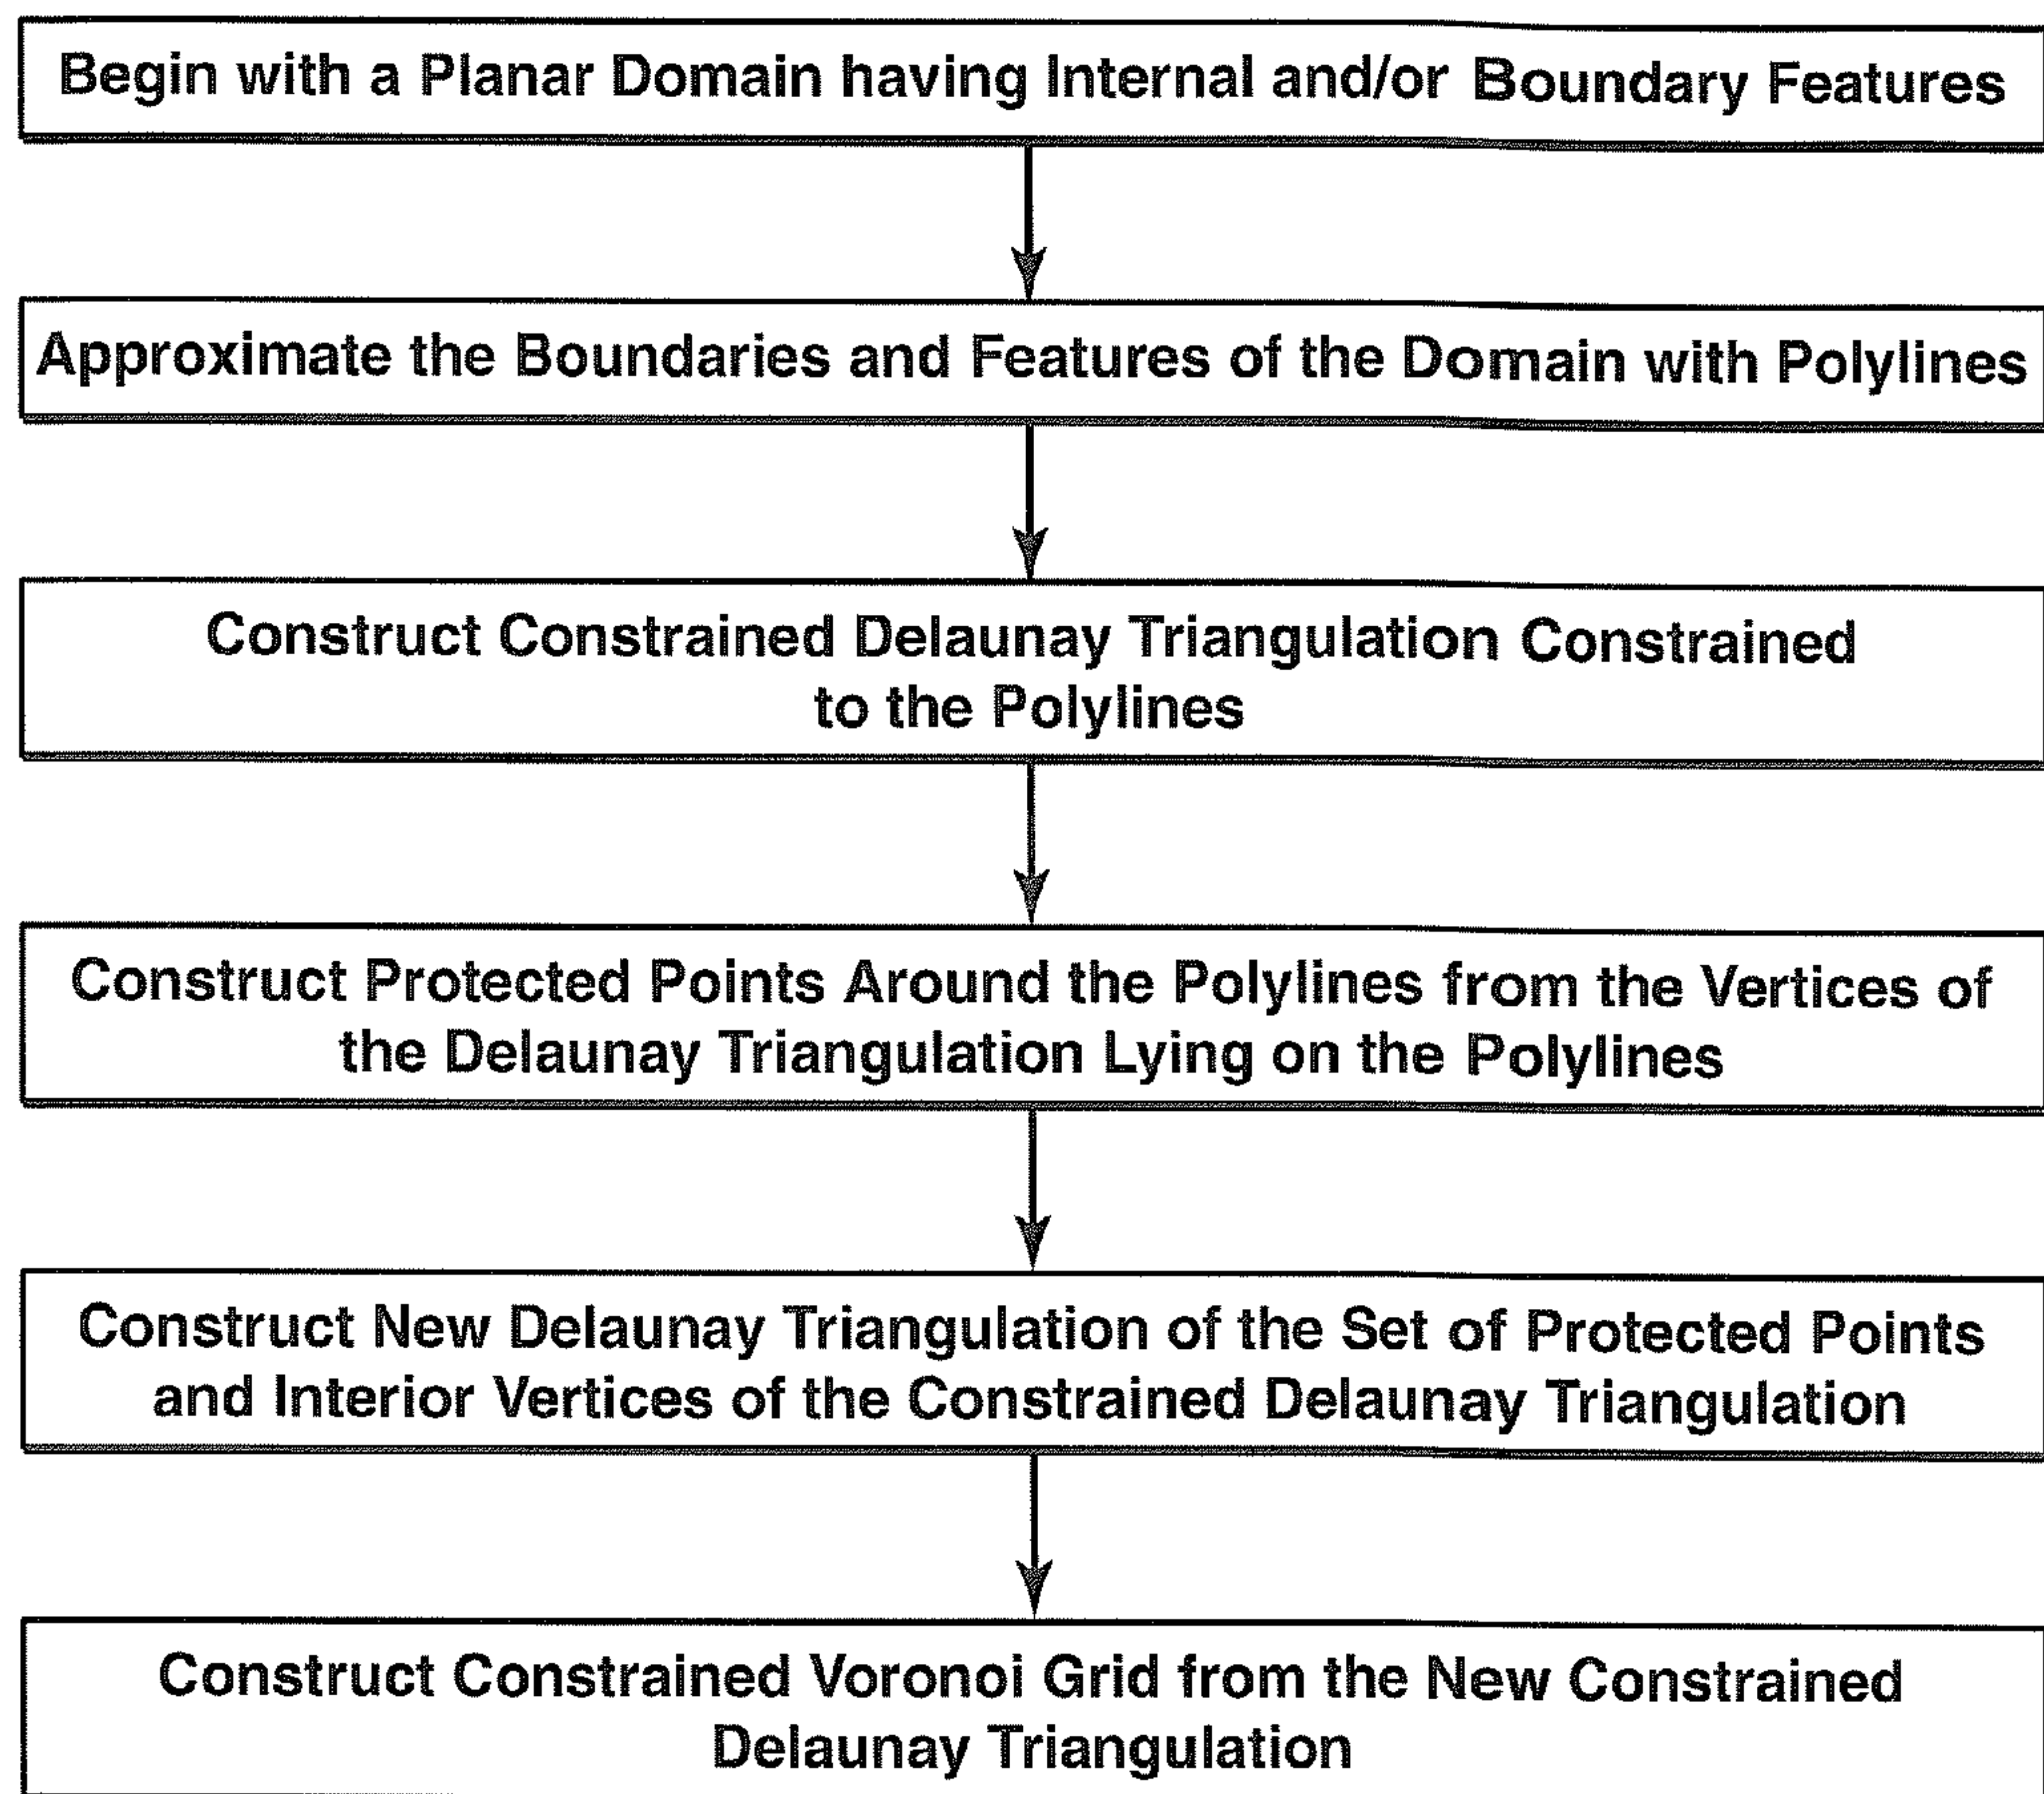 Begin with a Planar Domain having Internal and/or Boundary Features
Approximate the Boundaries and Features of the Domain with Polylines
Construct Constrained Delaunay Triangulation Constrained
to the Polylines
Construct Protected Points Around the Polylines from the Vertices of
the Delaunay Triangulation Lying on the Polylines
Construct New Delaunay Triangulation of the Set of Protected Points
and Interior Vertices of the Constrained Delaunay Triangulation
Construct Constrained Voronoi Grid from the New Constrained
Delaunay Triangulation